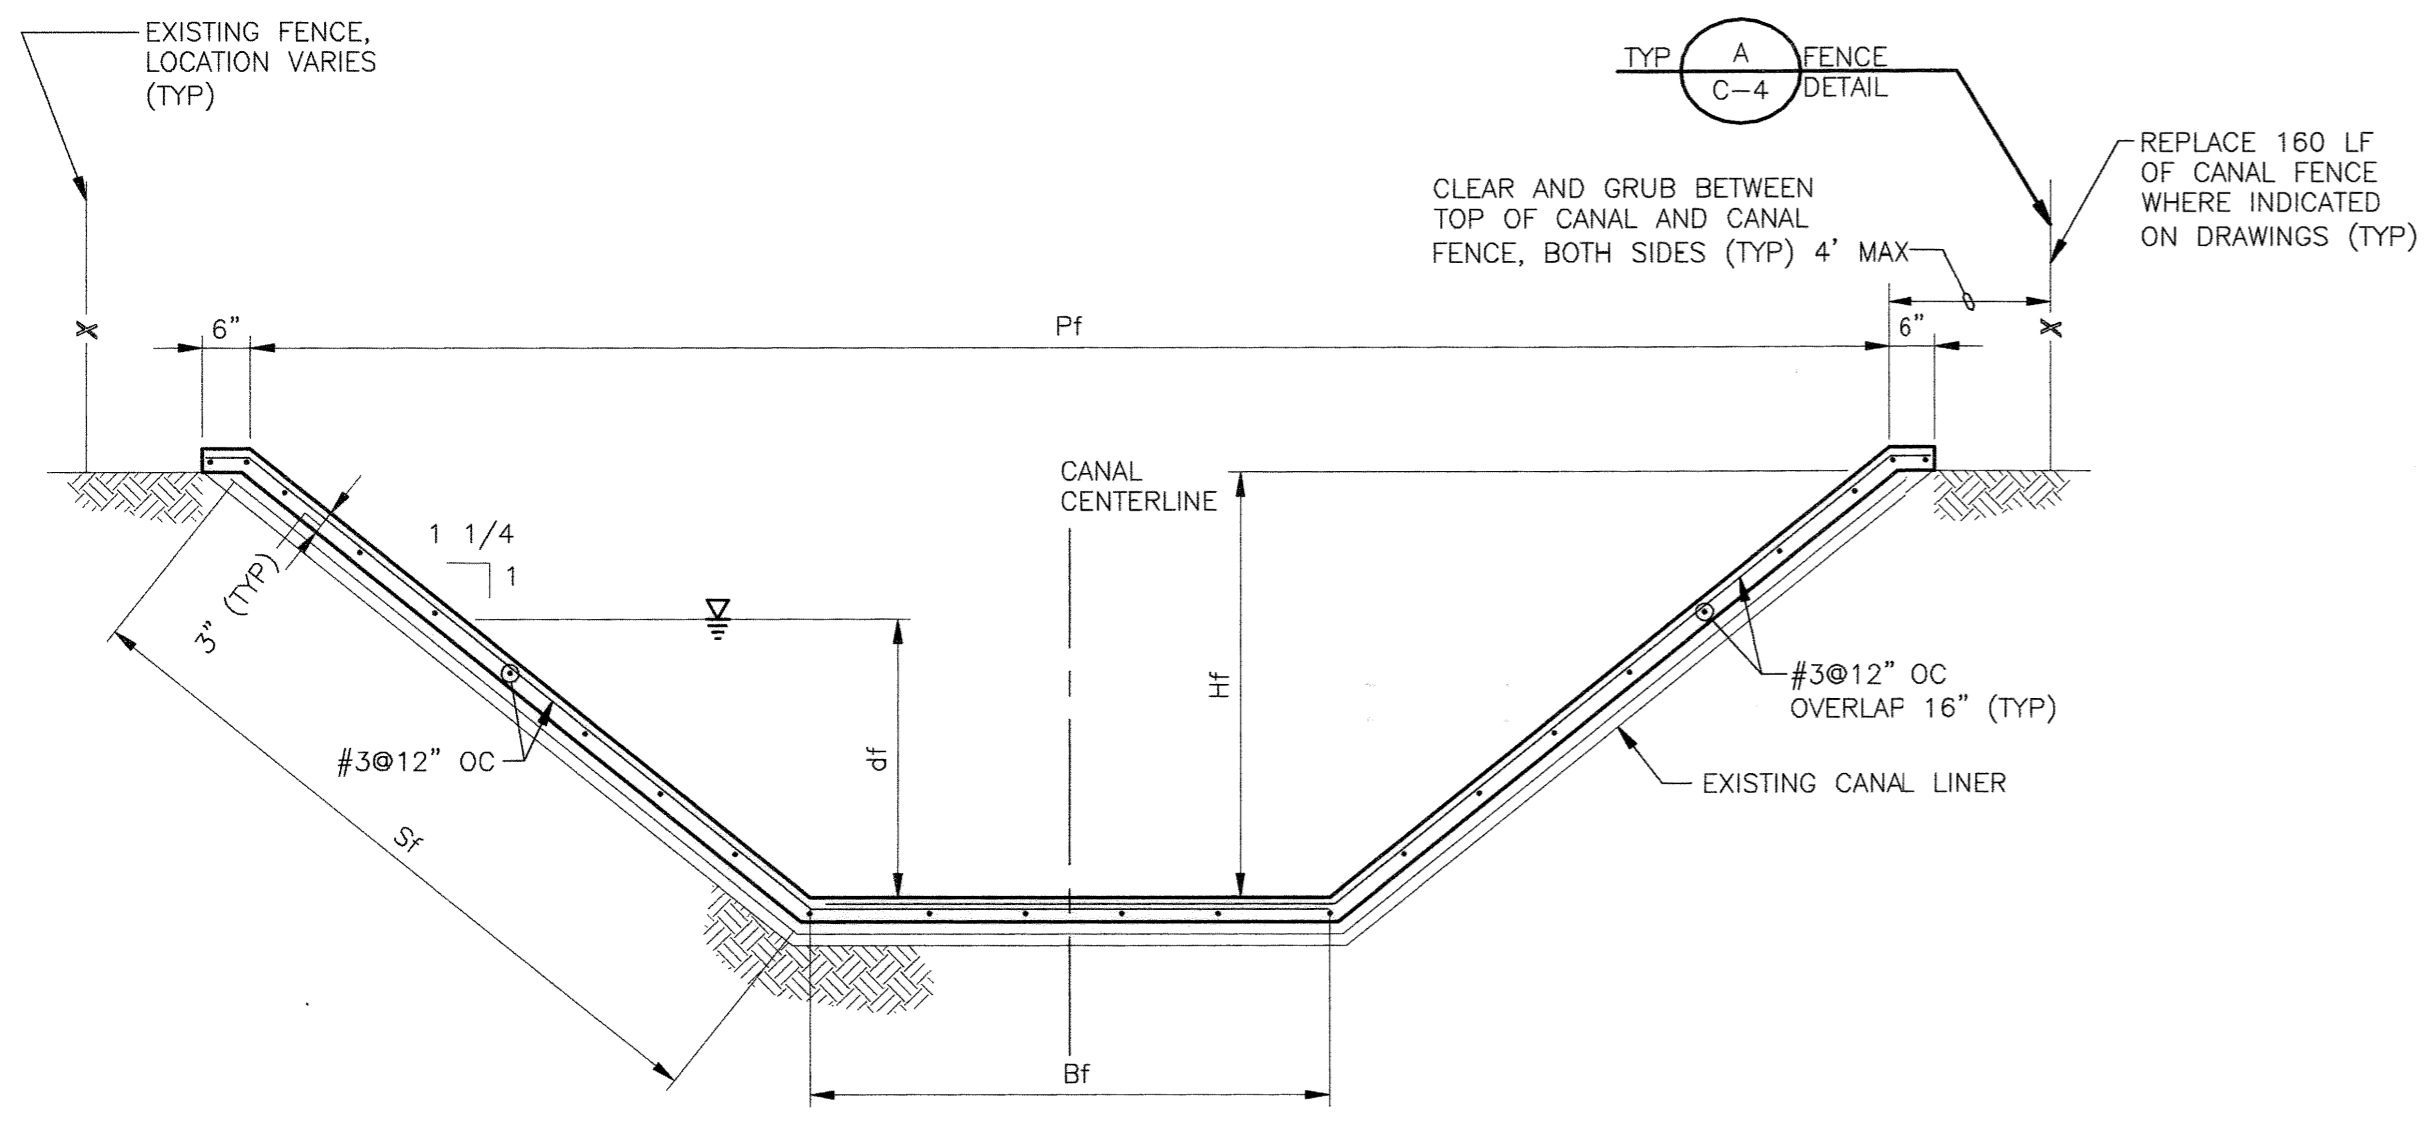 EXISTING FENCE,
LOCATION VARIES
(TYP)
TYP
A
C-4
FENCE
DETAIL
REPLACE 160 LF
OF CANAL FENCE
WHERE INDICATED
ON DRAWINGS (TYP)
CLEAR AND GRUB BETWEEN
TOP OF CANAL AND CANAL
FENCE, BOTH SIDES (TYP) 4' MAX
X
6"
Pf
6"
X
CANAL
CENTERLINE
1 1/4
1
3" (TYP)
Hf
df
#3@12" OC
OVERLAP 16" (TYP)
#3@12" OC
EXISTING CANAL LINER
Sf
Bf